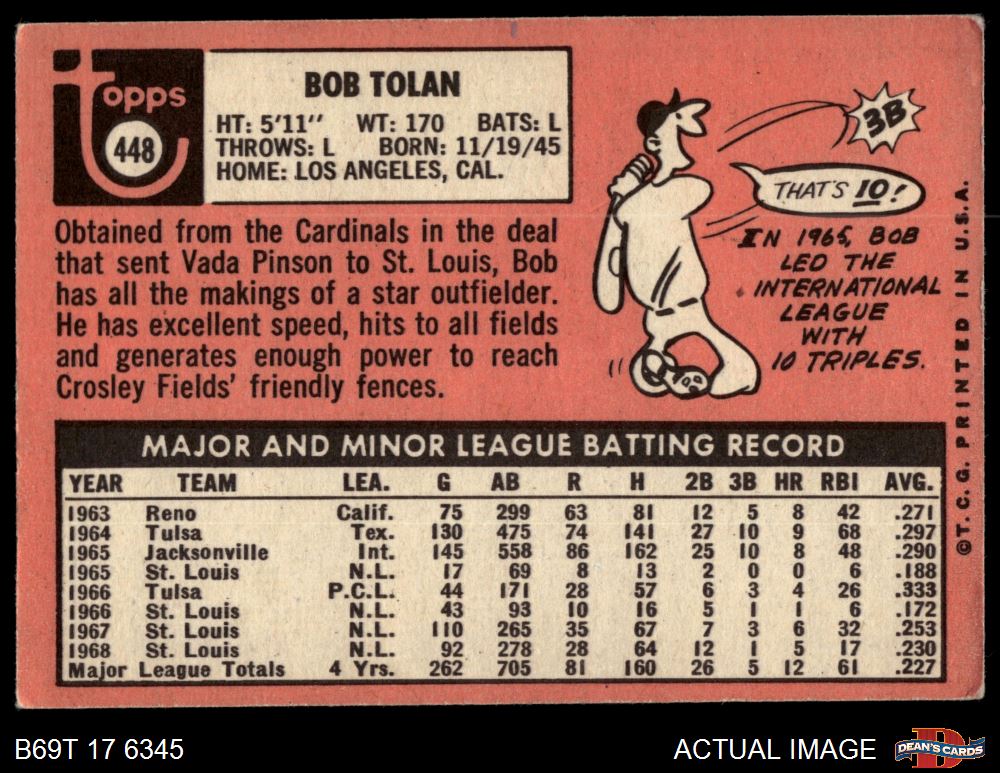 Topps
448
BOB TOLAN
HT: 5'11'' WT: 170 BATS: L
THROWS: L BORN: 11/19/45
HOME: LOS ANGELES, CAL.
Obtained from the Cardinals in the deal
that sent Vada Pinson to St. Louis, Bob
has all the makings of a star outfielder.
He has excellent speed, hits to all fields
and generates enough power to reach
Crosley Fields' friendly fences.
3B
THAT'S 10!
IN 1965, BOB
LED THE
INTERNATIONAL
LEAGUE
WITH
10 TRIPLES.
©T.C.G. PRINTED IN U.S.A.
MAJOR AND MINOR LEAGUE BATTING RECORD
YEAR TEAM LEA. G AB R H 2B 3B HR RBI AVG.
1963 Reno Calif. 75 299 63 81 12 5 8 42 .271
1964 Tulsa Tex. 130 475 74 141 27 10 9 68 .297
1965 Jacksonville Int. 145 558 86 162 25 10 8 48 .290
1965 St. Louis N.L. 17 69 8 13 2 0 0 6 .188
1966 Tulsa P.C.L. 44 171 28 57 6 3 4 26 .333
1966 St. Louis N.L. 43 93 10 16 5 1 1 6 .172
1967 St. Louis N.L. 110 265 35 67 7 3 6 32 .253
1968 St. Louis N.L. 92 278 28 64 12 1 5 17 .230
Major League Totals 4 Yrs. 262 705 81 160 26 5 12 61 .227
B69T 17 6345
ACTUAL IMAGE
D
DEAN'S CARDS